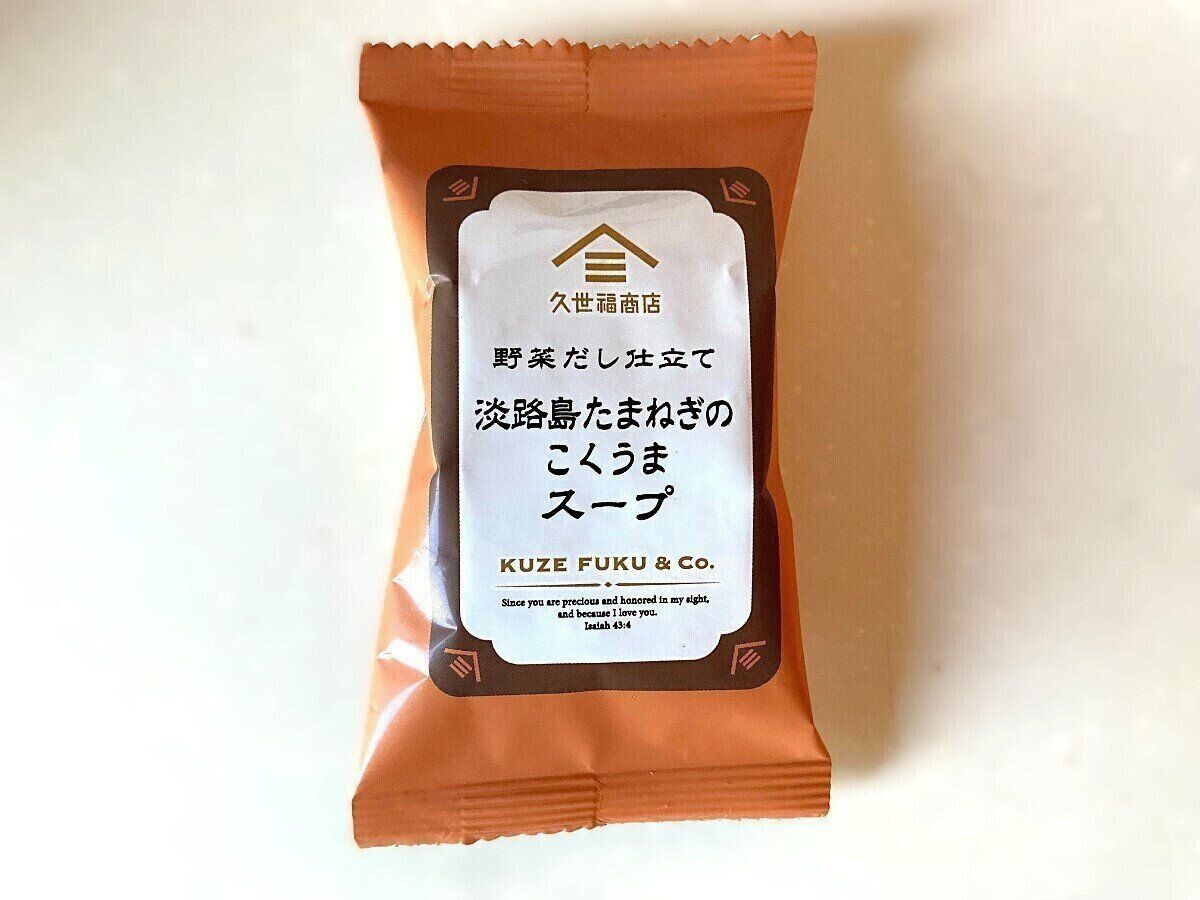 久世福商店
野菜だし仕立て
淡路島たまねぎの
こくうま
スープ
KUZE FUKU & Co.
Since you are precious and honored in my sight,
and because I love you.
Isaiah 43:4